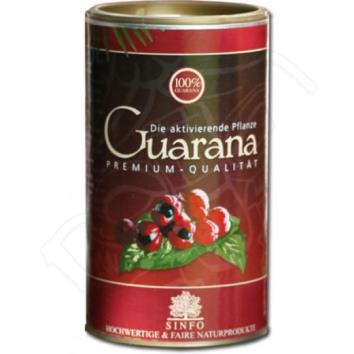 100%
GUARANA
Die aktivierende Pflanze
Guarana
PREMIUM-QUALITÄT
SINFO
HOCHWERTIGE & FAIRE NATURPRODUKTE